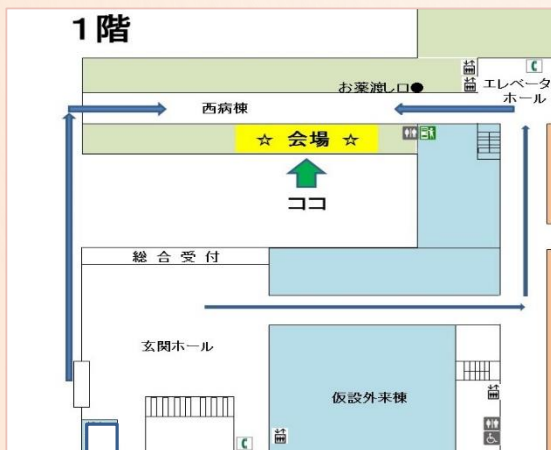 1階
お薬渡し口●
エレベータ
ホール
西病棟
☆ 会場 ☆
ココ
総合受付
玄関ホール
仮設外来棟